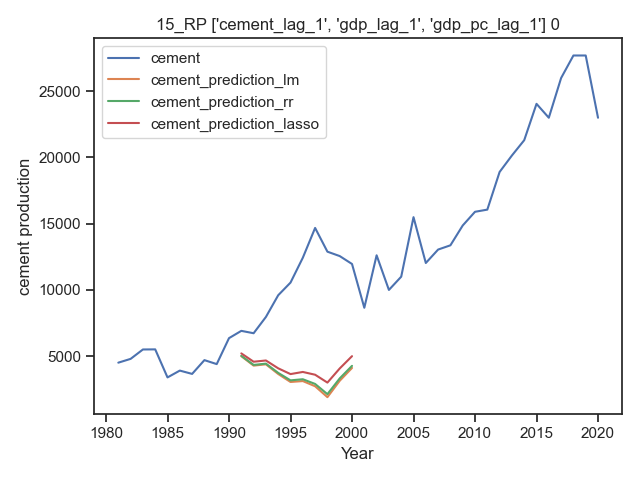 15_RP ['cement_lag_1', 'gdp_lag_1', 'gdp_pc_lag_1'] 0
cement
cement_prediction_lm
cement_prediction_rr
cement_prediction_lasso
cement production
25000
20000
15000
10000
5000
1980 1985 1990 1995 2000 2005 2010 2015 2020
Year